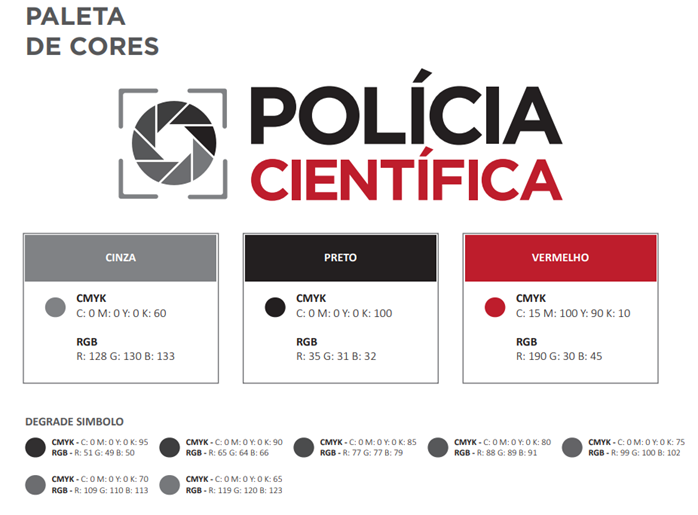 PALETA
DE CORES
POLÍCIA
CIENTÍFICA
CINZA
CMYK
C: 0 M: 0 Y: 0 K: 60
RGB
R: 128 G: 130 B: 133
PRETO
CMYK
C: 0 M: 0 Y: 0 K: 100
RGB
R: 35 G: 31 B: 32
VERMELHO
CMYK
C: 15 M: 100 Y: 90 K: 10
RGB
R: 190 G: 30 B: 45
DEGRADE SIMBOLO
CMYK - C: 0 M: 0 Y: 0 K: 95
RGB - R: 51 G: 49 B: 50
CMYK - C: 0 M: 0 Y: 0 K: 90
RGB - R: 65 G: 64 B: 66
CMYK - C: 0 M: 0 Y: 0 K: 85
RGB - R: 77 G: 77 B: 79
CMYK - C: 0 M: 0 Y: 0 K: 80
RGB - R: 88 G: 89 B: 91
CMYK - C: 0 M: 0 Y: 0 K: 75
RGB - R: 99 G: 100 B: 102
CMYK - C: 0 M: 0 Y: 0 K: 70
RGB - R: 109 G: 110 B: 113
CMYK - C: 0 M: 0 Y: 0 K: 65
RGB - R: 119 G: 120 B: 123